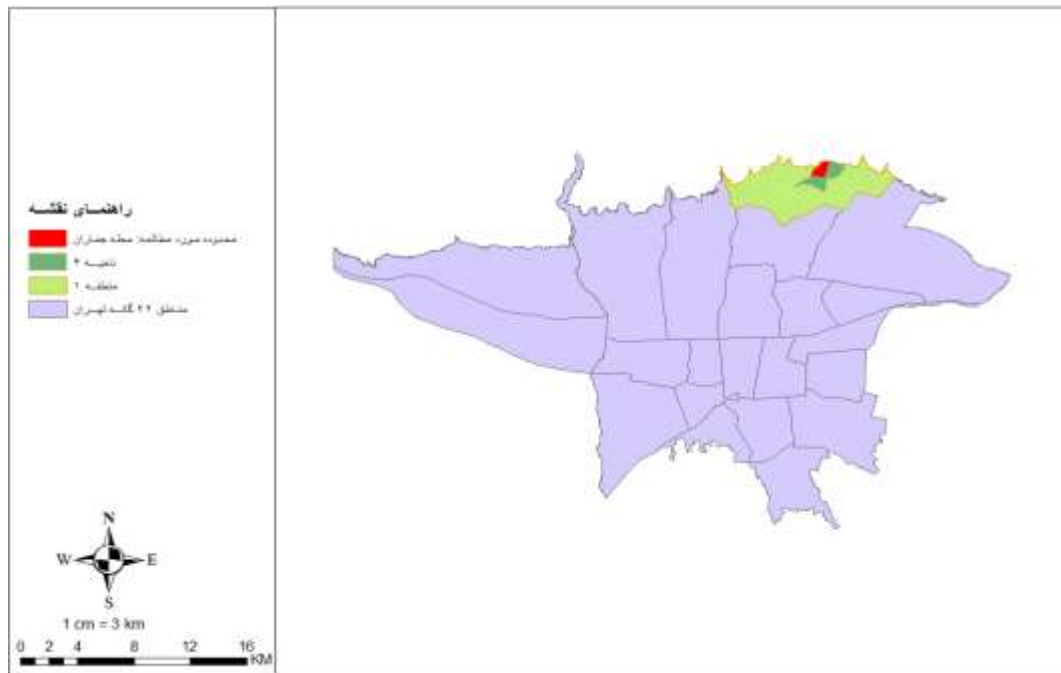 راهنمای نقشه
محدوده مورد مطالعه: محله جماران
ناحیه ۴
منطقه ۱
مناطق ۲۲ گانه تهران
N
W E
S
1 cm = 3 km
0 2 4 8 12 16
KM